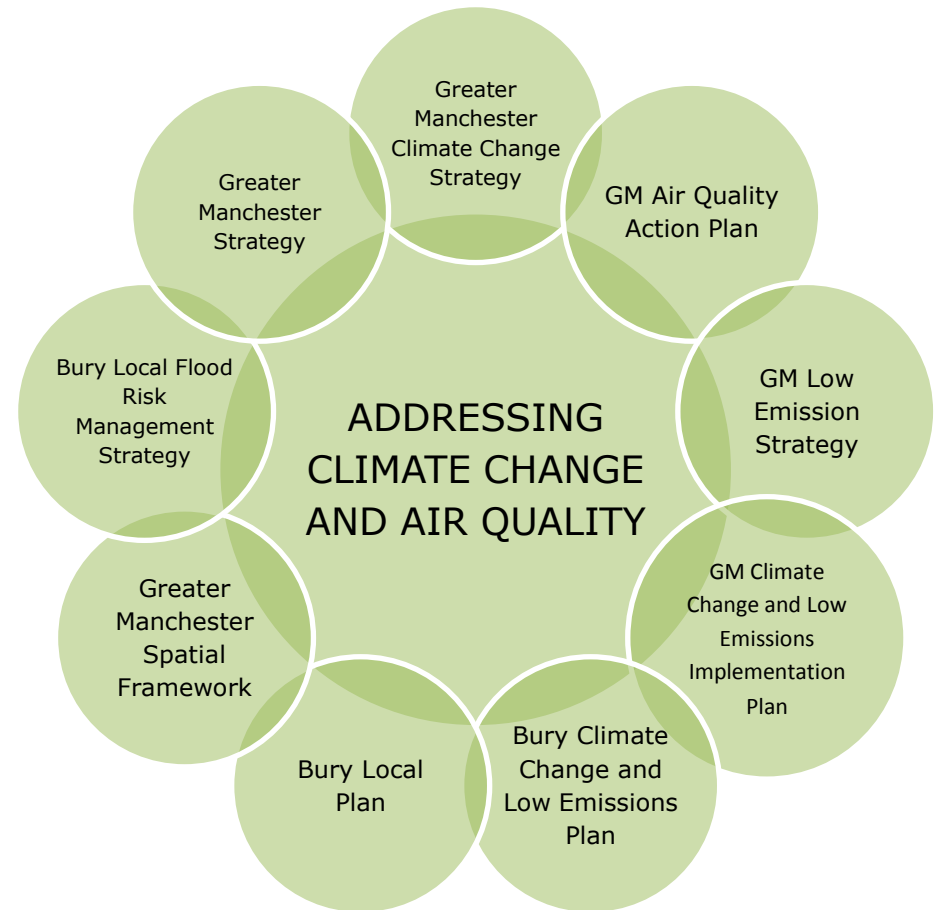 Greater
Manchester
Climate Change
Strategy
GM Air Quality
Action Plan
GM Low
Emission
Strategy
GM Climate
Change and Low
Emissions
Implementation
Plan
Bury Climate
Change and
Low Emissions
Plan
Bury Local
Plan
Greater
Manchester
Spatial
Framework
Bury Local Flood
Risk
Management
Strategy
Greater
Manchester
Strategy
ADDRESSING
CLIMATE CHANGE
AND AIR QUALITY